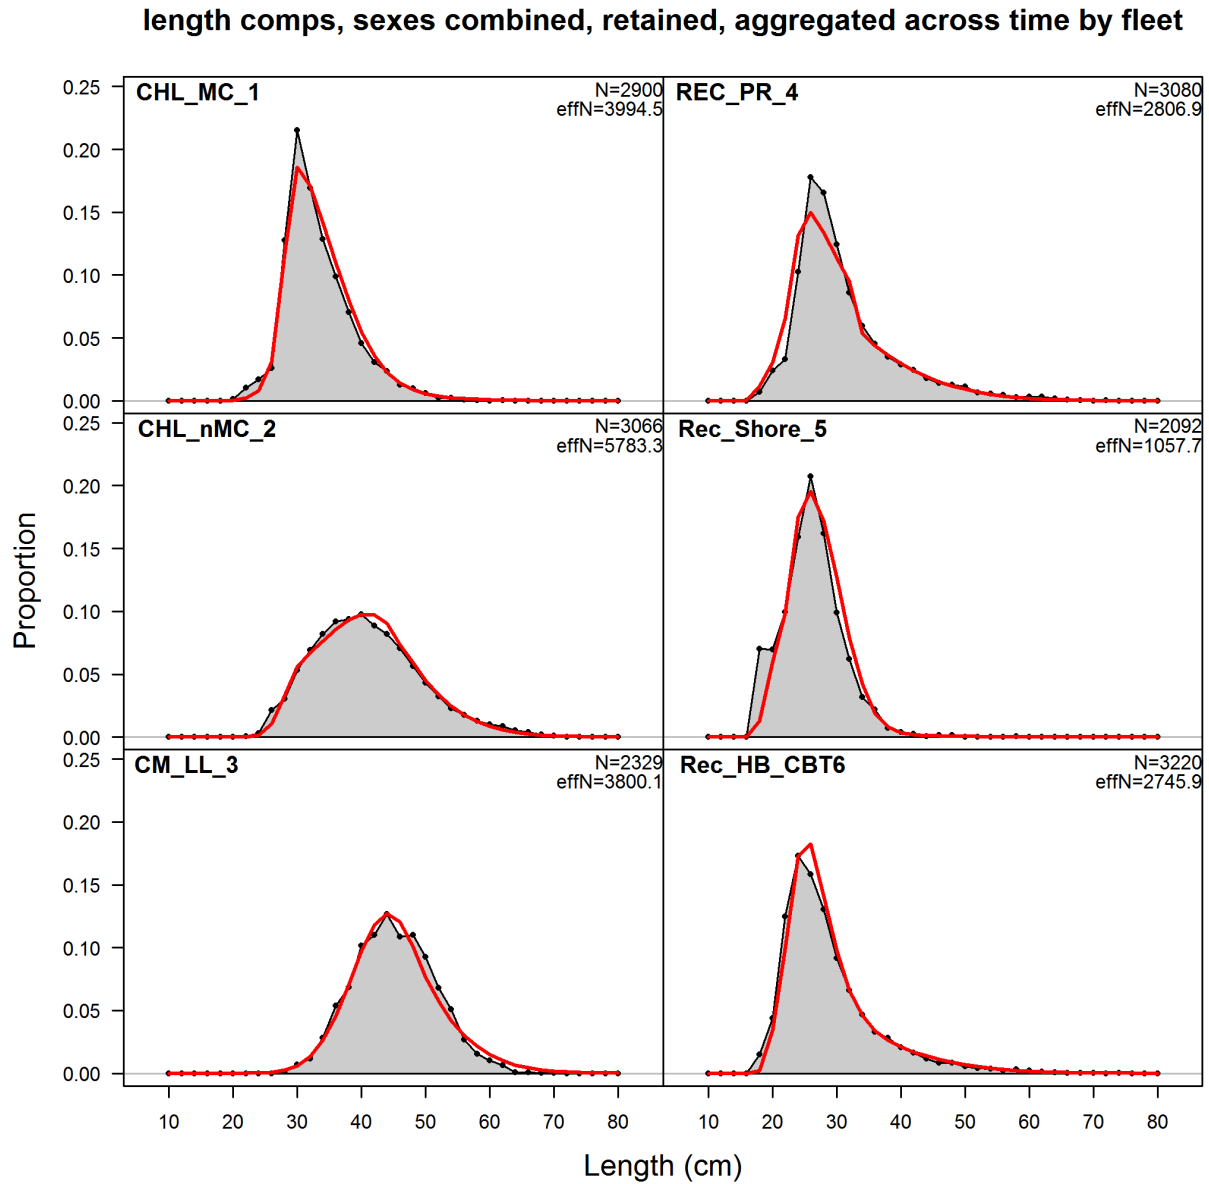 length comps, sexes combined, retained, aggregated across time by fleet
Proportion
CHL_MC_1
N=2900
effN=3994.5
0.25
0.20
0.15
0.10
0.05
0.00
REC_PR_4
N=3080
effN=2806.9
CHL_nMC_2
N=3066
effN=5783.3
0.25
0.20
0.15
0.10
0.05
0.00
Rec_Shore_5
N=2092
effN=1057.7
CM_LL_3
N=2329
effN=3800.1
0.25
0.20
0.15
0.10
0.05
0.00
Rec_HB_CBT6
N=3220
effN=2745.9
10 20 30 40 50 60 70 80
10 20 30 40 50 60 70 80
Length (cm)